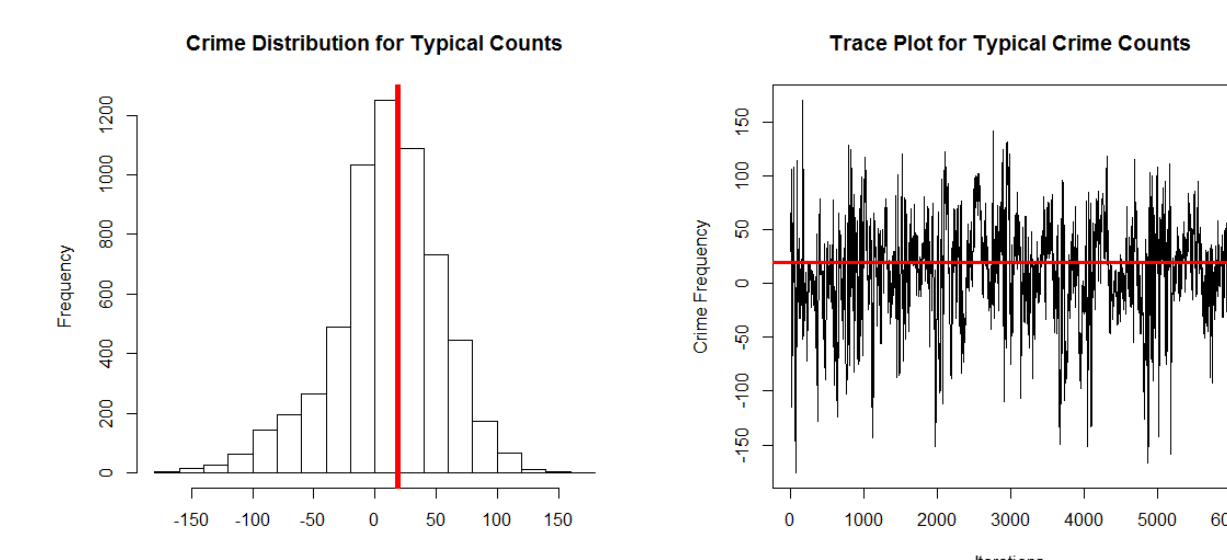 Crime Distribution for Typical Counts
Frequency
0 200 400 600 800 1000 1200
-150 -100 -50 0 50 100 150
Trace Plot for Typical Crime Counts
Crime Frequency
-150 -100 -50 0 50 100 150
0 1000 2000 3000 4000 5000